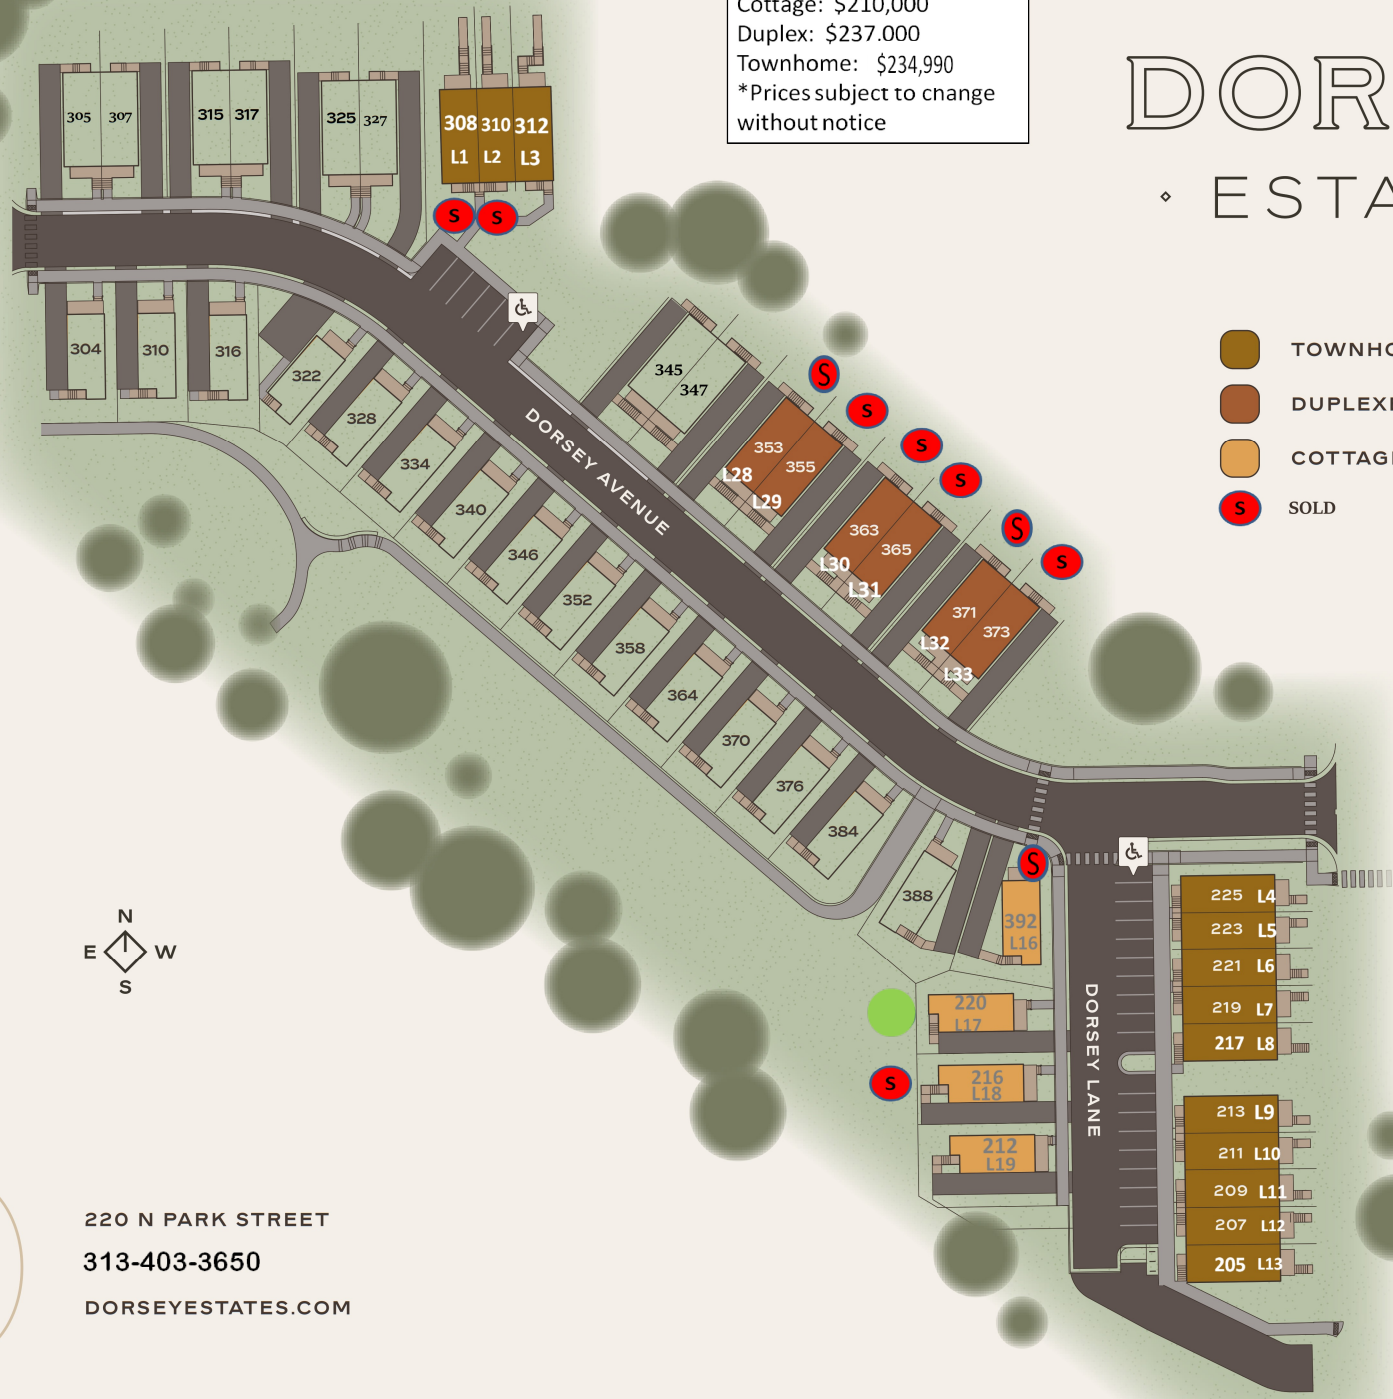 Cottage: $210,000
Duplex: $237.000
Townhome: $234,990
*Prices subject to change
without notice
DOR
ESTA
305 307
315 317
325 327
308 310 312
L1 L2 L3
S S
304
310
316
322
328
334
340
346
352
358
364
370
376
384
388
345
347
353
355
L28
L29
363
365
L30
L31
371
373
L32
L33
S
S
S
S
S
S
DORSEY AVENUE
TOWNHO
DUPLEX
COTTAG
S SOLD
S
392
L16
220
L17
S
216
L18
212
L19
DORSEY LANE
225 L4
223 L5
221 L6
219 L7
217 L8
213 L9
211 L10
209 L11
207 L12
205 L13
N
E W
S
220 N PARK STREET
313-403-3650
DORSEYESTATES.COM